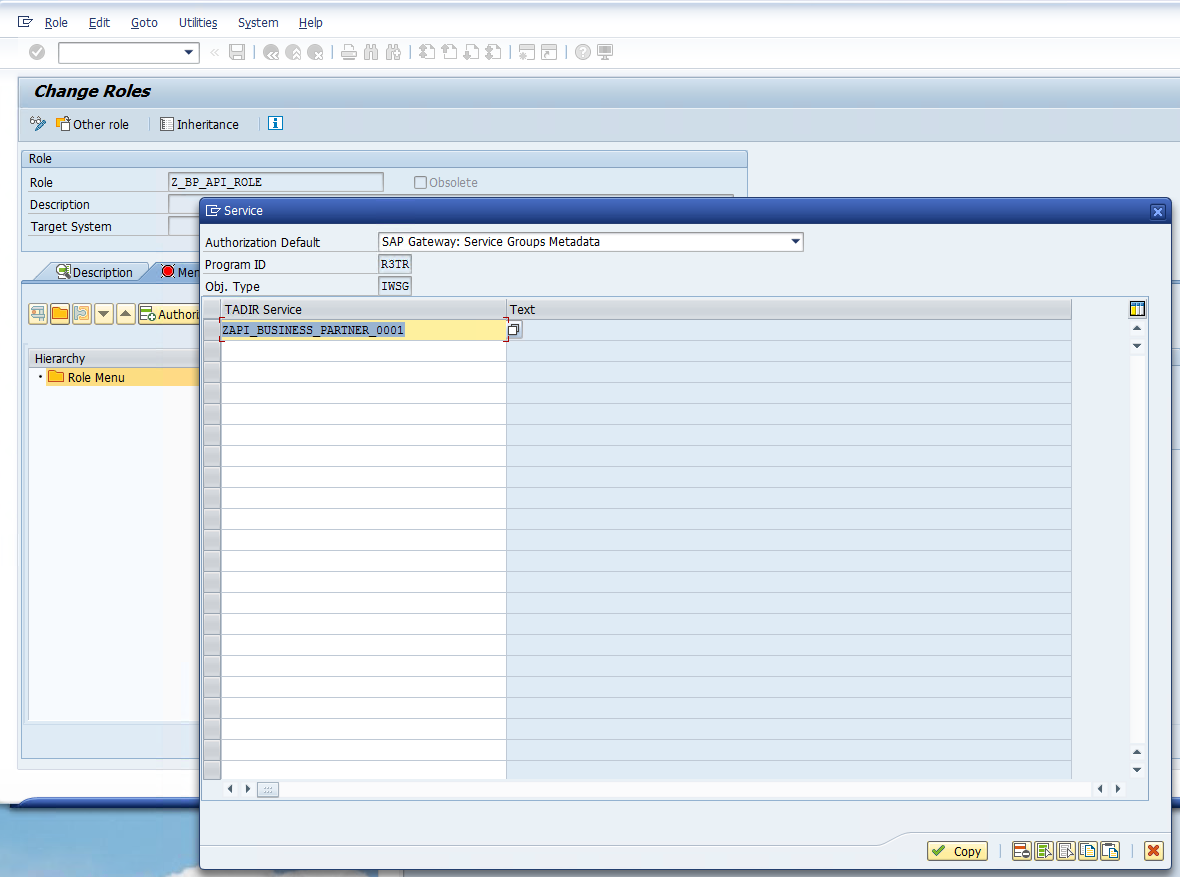 Role Edit Goto Utilities System Help
Change Roles
Other role Inheritance
Role
Role Z_BP_API_ROLE Obsolete
Description
Target System
Service
Authorization Default SAP Gateway: Service Groups Metadata
Program ID R3TR
Obj. Type IWSG
Description Men
TADIR Service Text
Authori
ZAPI_BUSINESS_PARTNER_0001
Hierarchy
Role Menu
Copy